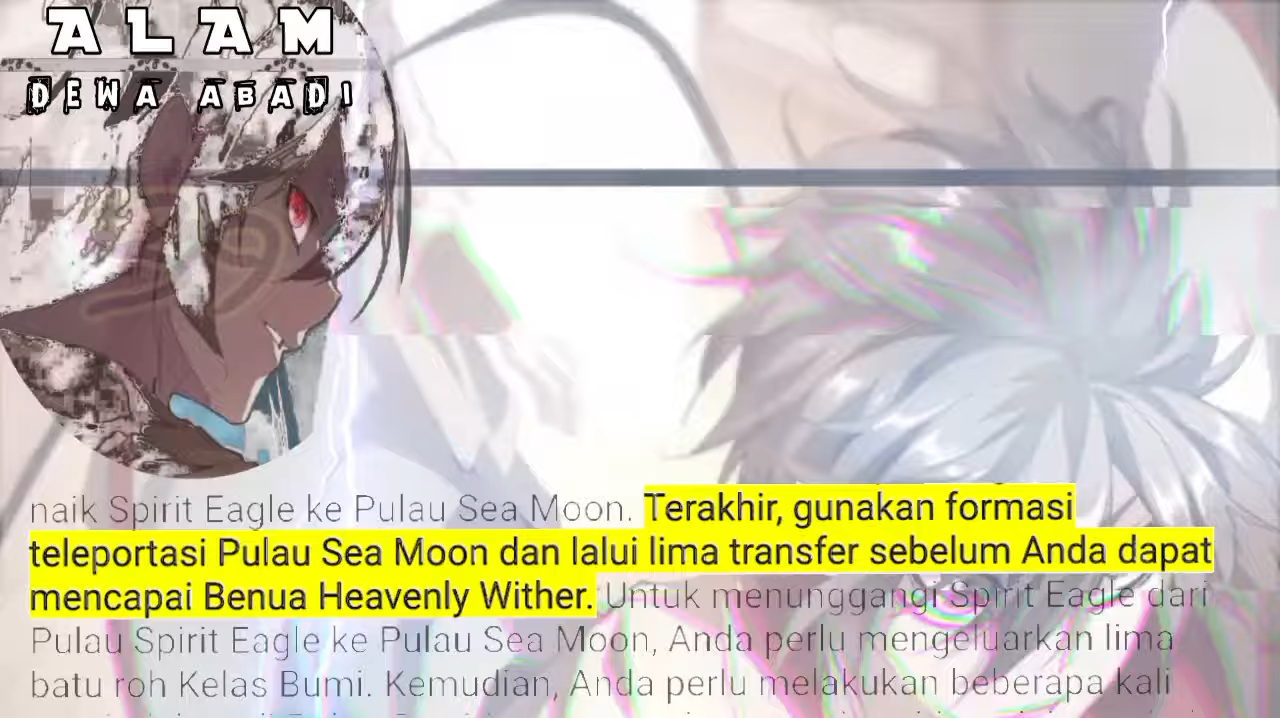 ALAM
DEWA ABADI
naik Spirit Eagle ke Pulau Sea Moon. Terakhir, gunakan formasi
teleportasi Pulau Sea Moon dan lalui lima transfer sebelum Anda dapat
mencapai Benua Heavenly Wither. Untuk menunggangi Spirit Eagle dari
Pulau Spirit Eagle ke Pulau Sea Moon, Anda perlu mengeluarkan lima
batu roh Kelas Bumi. Kemudian, Anda perlu melakukan beberapa kali